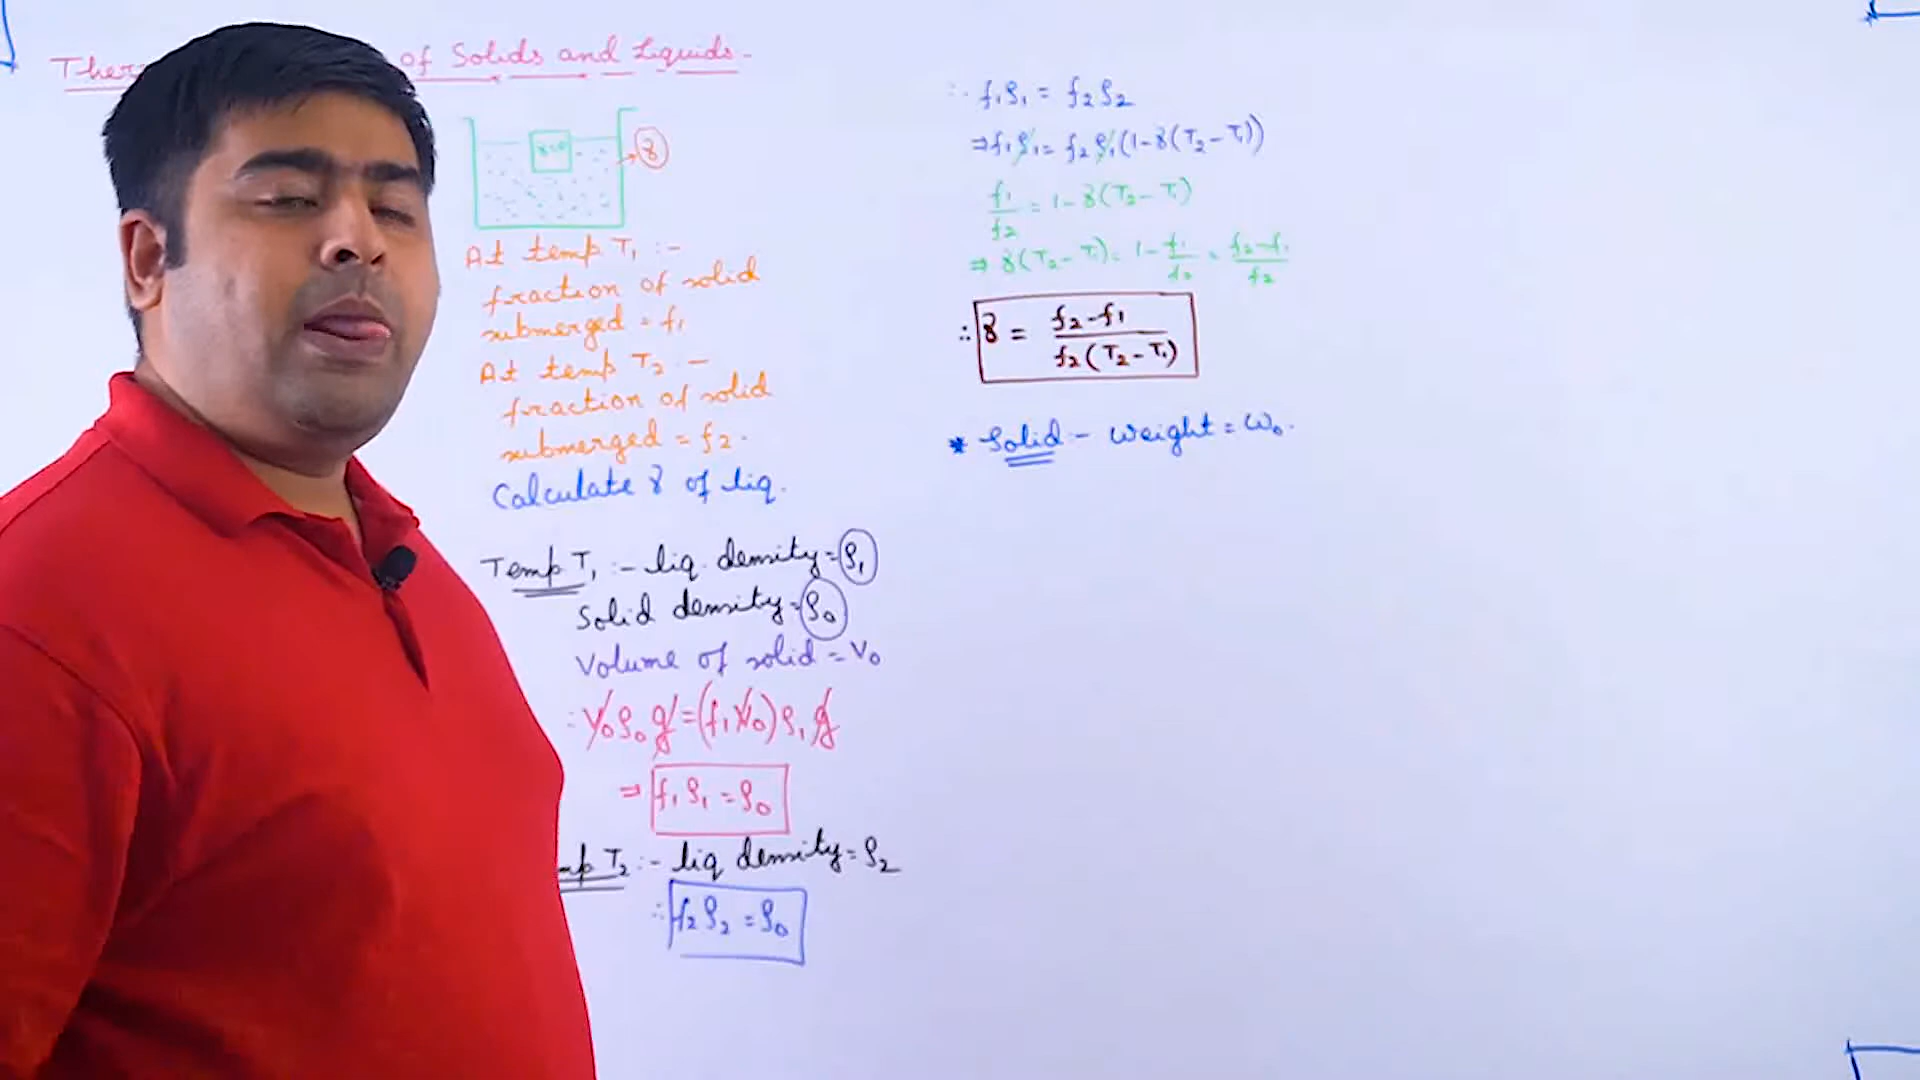 of Solids and Liquids.
γ=0
γ
At temp T₁ :-
fraction of solid
submerged = f₁
At temp T₂ :-
fraction of solid
submerged = f₂.
Calculate γ of liq.
Temp T₁ :- liq. density = ρ₁
Solid density = ρ₀
Volume of solid = V₀
∴ V₀ρ₀g = (f₁V₀)ρ₁g
⇒ f₁ρ₁ = ρ₀
T₂ :- liq density = ρ₂
∴ f₂ρ₂ = ρ₀
∴ f₁ρ₁ = f₂ρ₂
⇒ f₁ρ₁ = f₂ρ₁(1-γ(T₂-T₁))
f₁/f₂ = 1-γ(T₂-T₁)
⇒ γ(T₂-T₁) = 1-f₁/f₂ = f₂-f₁/f₂
∴ γ = f₂-f₁/f₂(T₂-T₁)
* Solid - Weight = W₀.